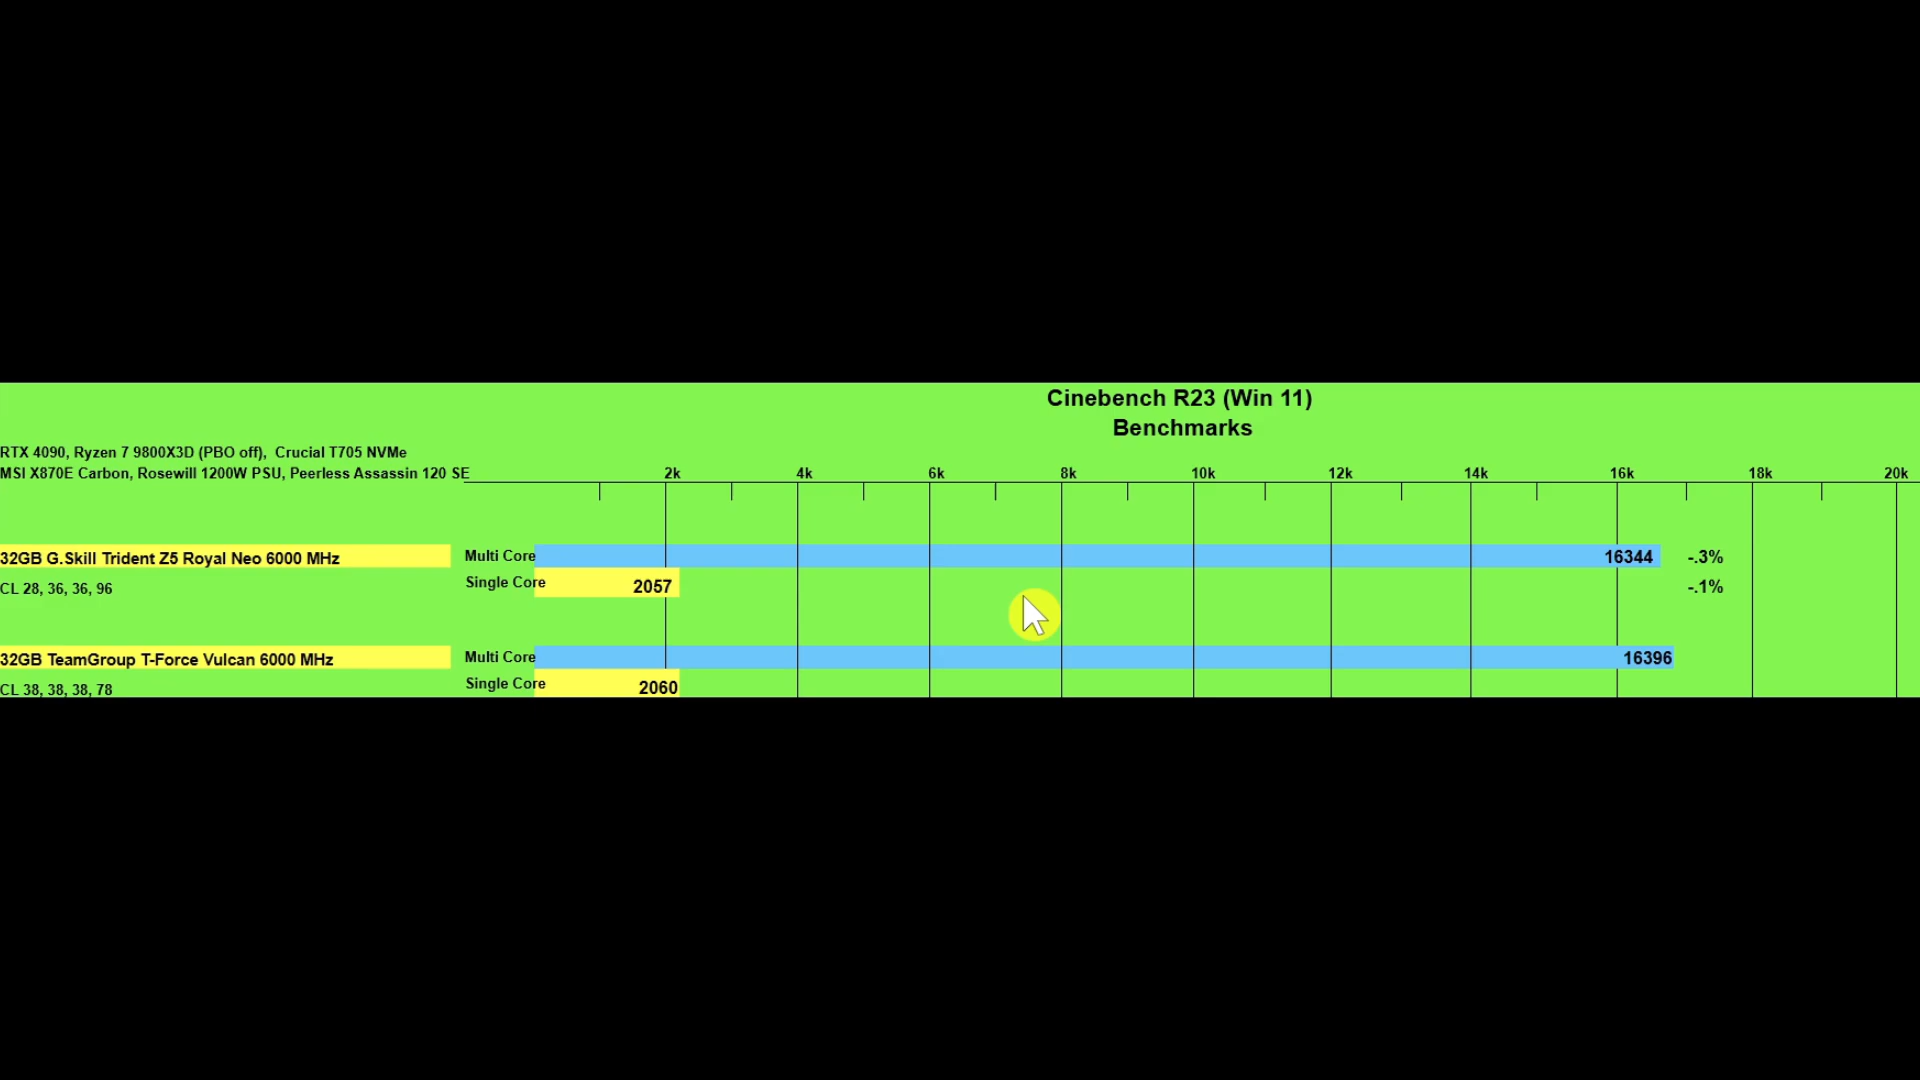 Cinebench R23 (Win 11)
Benchmarks
RTX 4090, Ryzen 7 9800X3D (PBO off), Crucial T705 NVMe
MSI X870E Carbon, Rosewill 1200W PSU, Peerless Assassin 120 SE
2k 4k 6k 8k 10k 12k 14k 16k 18k 20k
32GB G.Skill Trident Z5 Royal Neo 6000 MHz Multi Core 16344 -.3%
CL 28, 36, 36, 96 Single Core 2057 -.1%
32GB TeamGroup T-Force Vulcan 6000 MHz Multi Core 16396
CL 38, 38, 38, 78 Single Core 2060